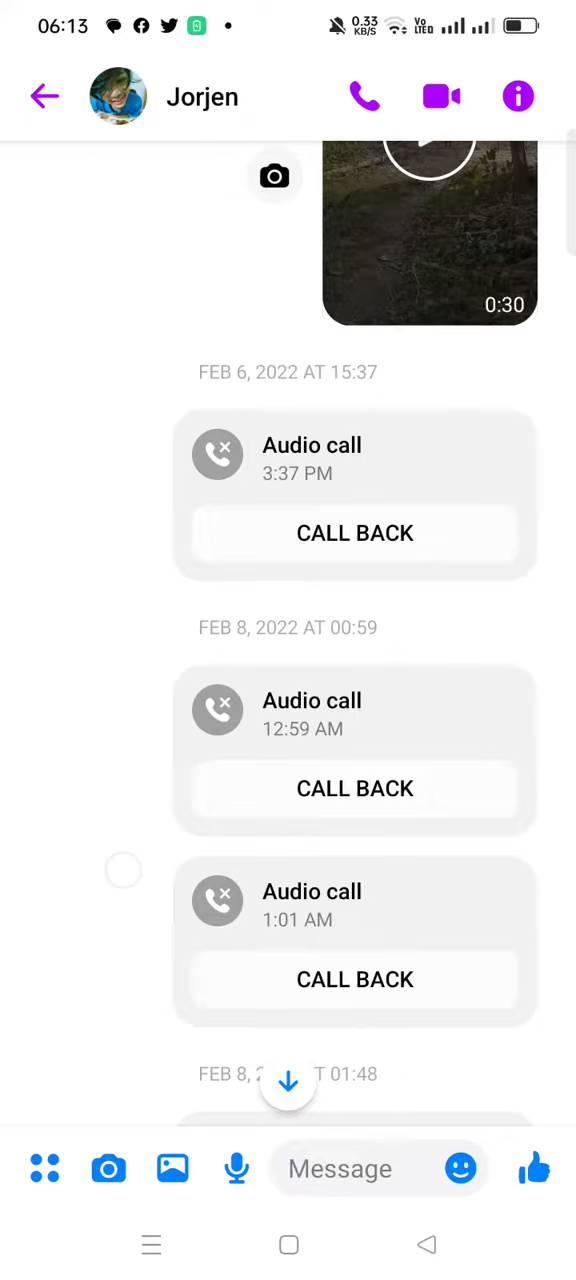 06:13
0.33
KB/S
Vo
LTED
Jorjen
0:30
FEB 6, 2022 AT 15:37
Audio call
3:37 PM
CALL BACK
FEB 8, 2022 AT 00:59
Audio call
12:59 AM
CALL BACK
Audio call
1:01 AM
CALL BACK
FEB 8, 2 T 01:48
Message